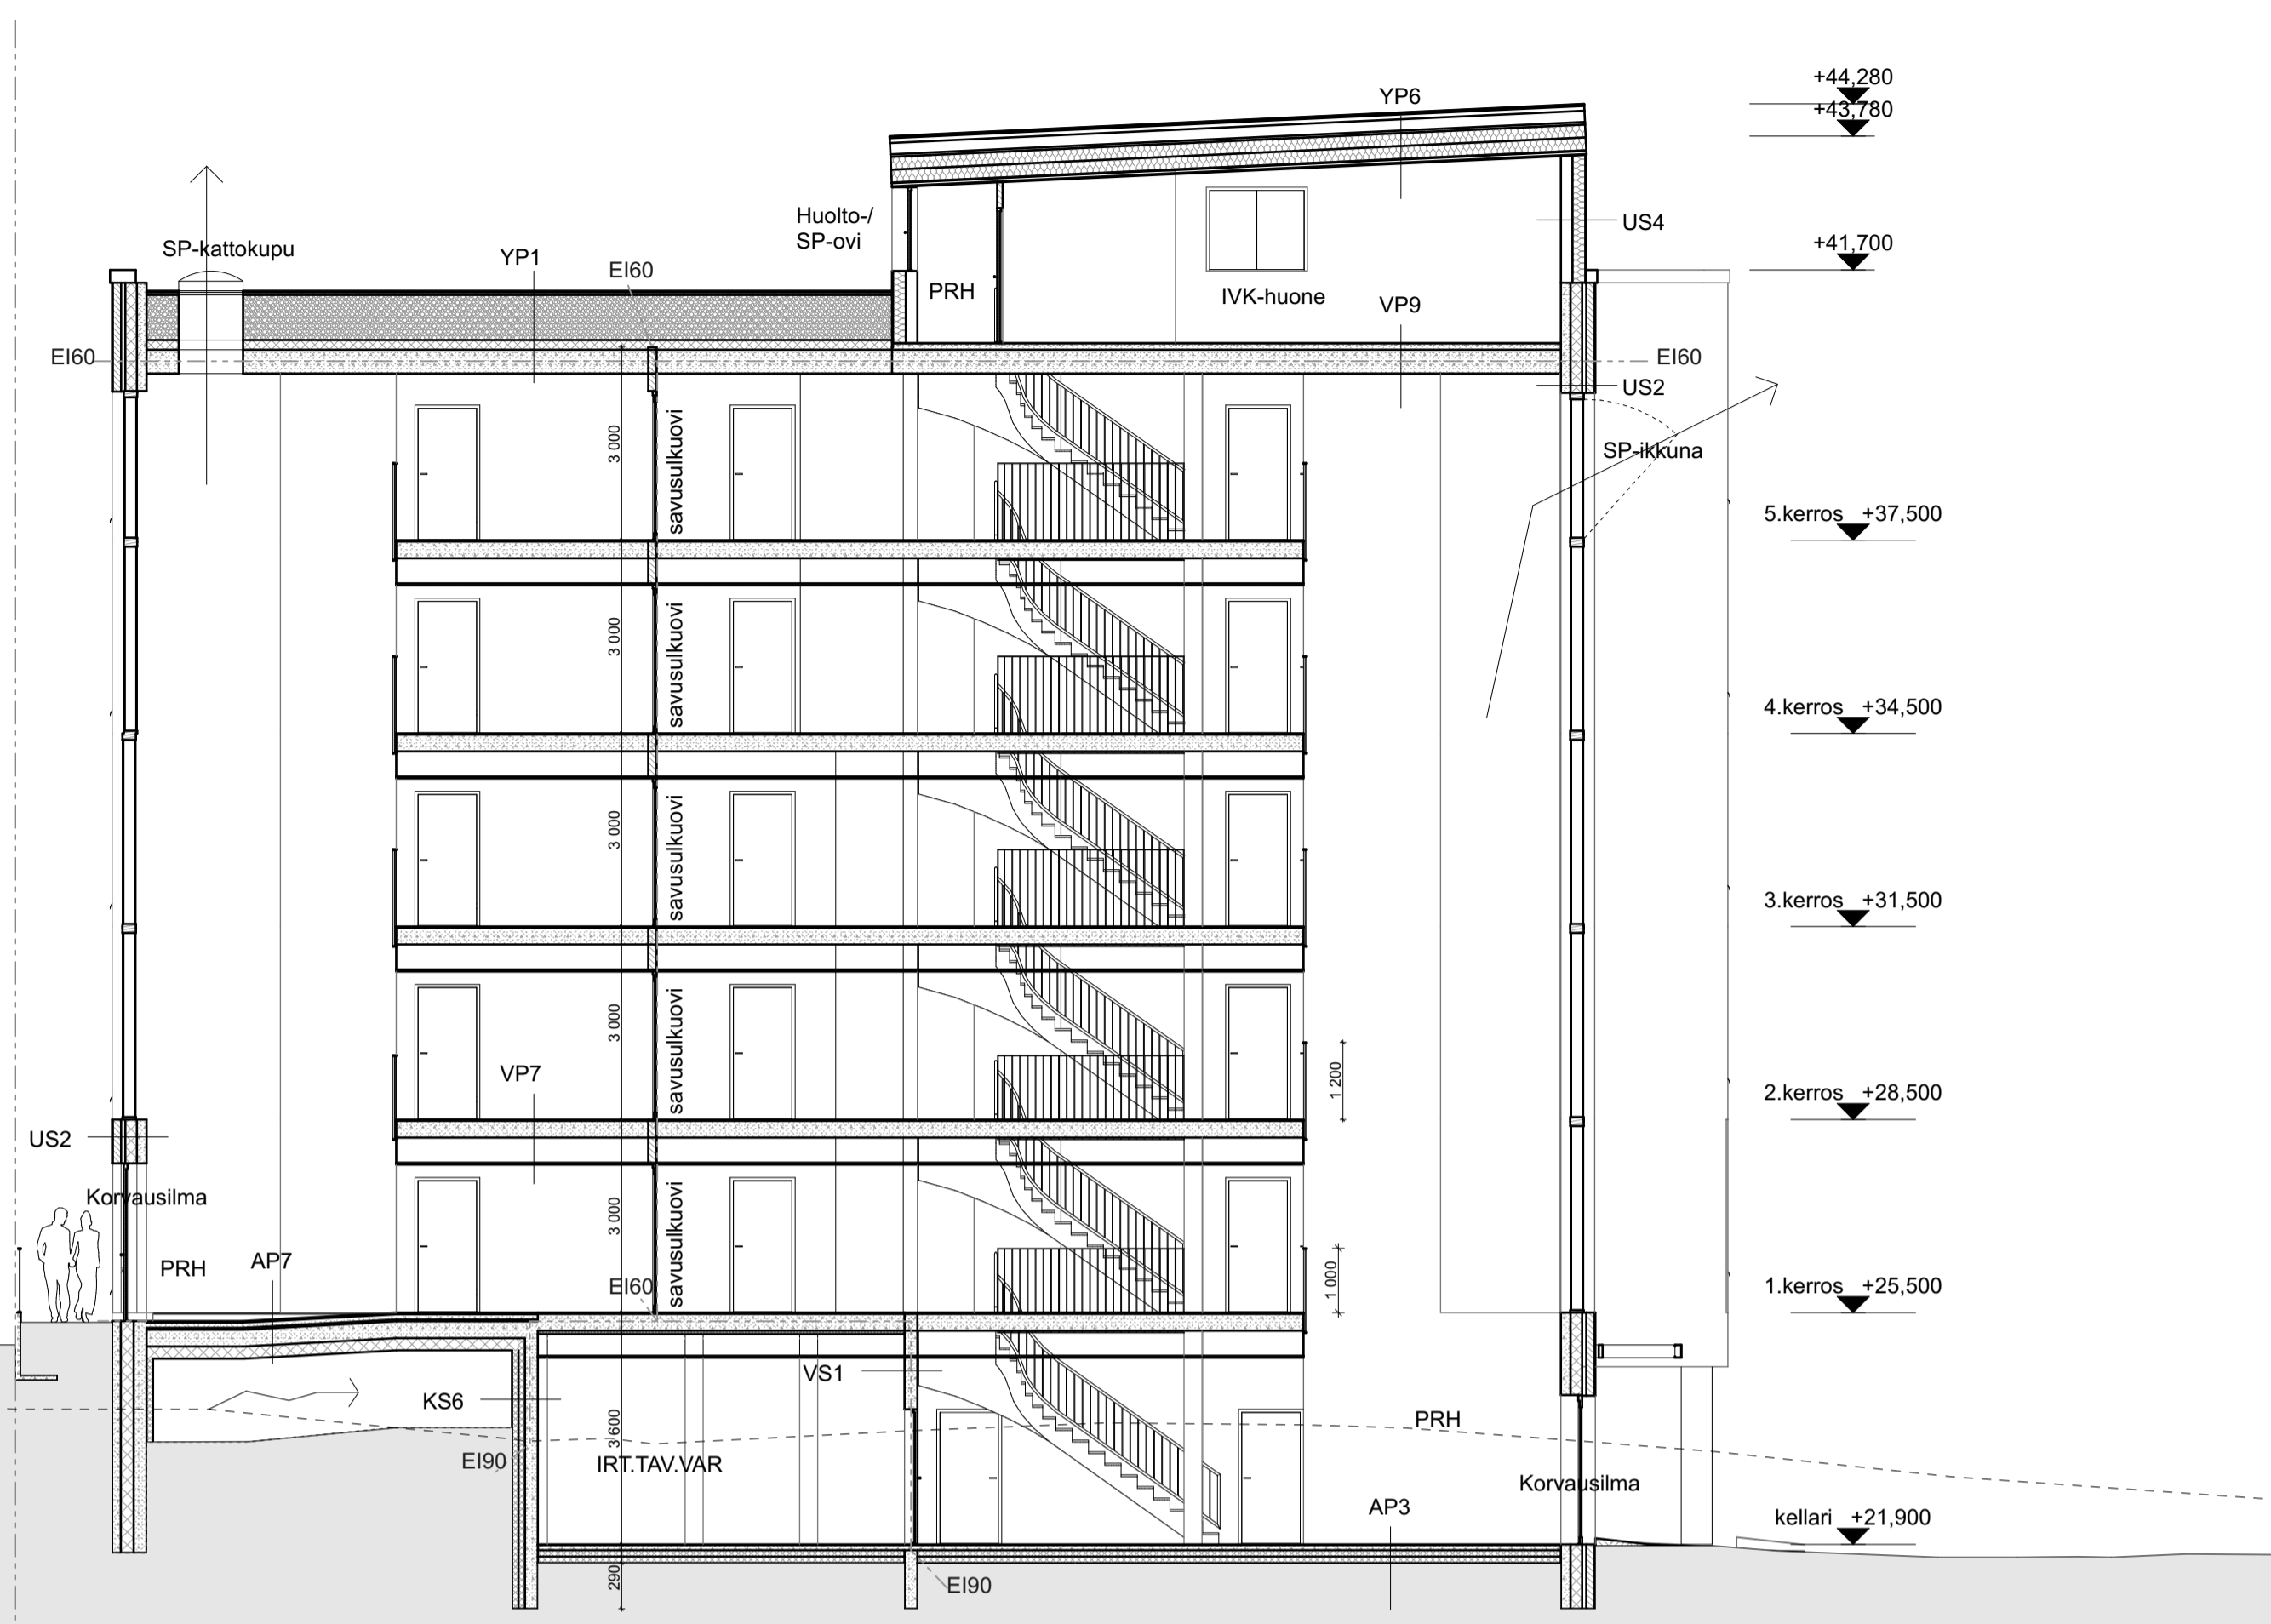 +44,280
YP6
+43,780
Huolto-/
SP-ovi
US4
SP-kattokupu
+41,700
YP1
EI60
PRH
IVK-huone
VP9
EI60
EI60
US2
3 000
savusulkuovi
SP-ikkuna
5.kerros +37,500
3 000
savusulkuovi
4.kerros +34,500
3 000
savusulkuovi
3.kerros +31,500
3 000
savusulkuovi
VP7
1 200
2.kerros +28,500
US2
Korvausilma
3 000
savusulkuovi
PRH
AP7
EI60
1 000
1.kerros +25,500
VS1
KS6
PRH
3 600
EI90
IRT.TAV.VAR
Korvausilma
AP3
kellari +21,900
290
EI90